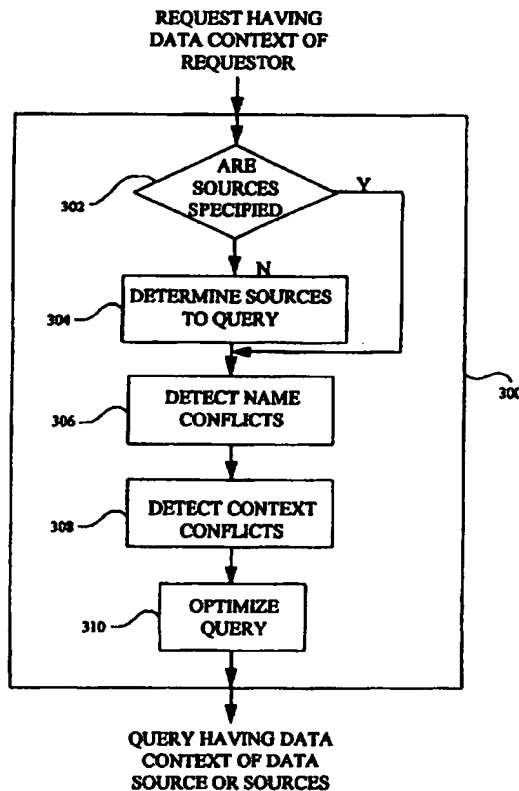 REQUEST HAVING
DATA CONTEXT OF
REQUESTOR
ARE
SOURCES
SPECIFIED
Y
302
N
DETERMINE SOURCES
TO QUERY
304
300
DETECT NAME
CONFLICTS
306
DETECT CONTEXT
CONFLICTS
308
OPTIMIZE
QUERY
310
QUERY HAVING DATA
CONTEXT OF DATA
SOURCE OR SOURCES